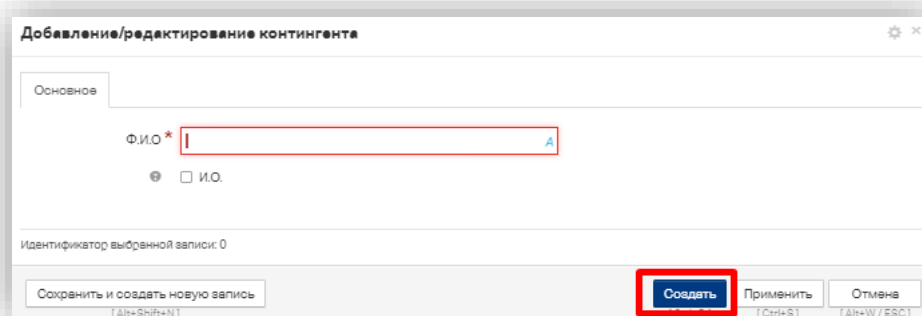 Добавление/редактирование контингента
Основное
Ф.И.О *
A
И.О.
Идентификатор выбранной записи: 0
Сохранить и создать новую запись
Создать
Применить
Отмена
[Alt+Shift+N]
[Ctrl+S]
[Alt+W / ESC]